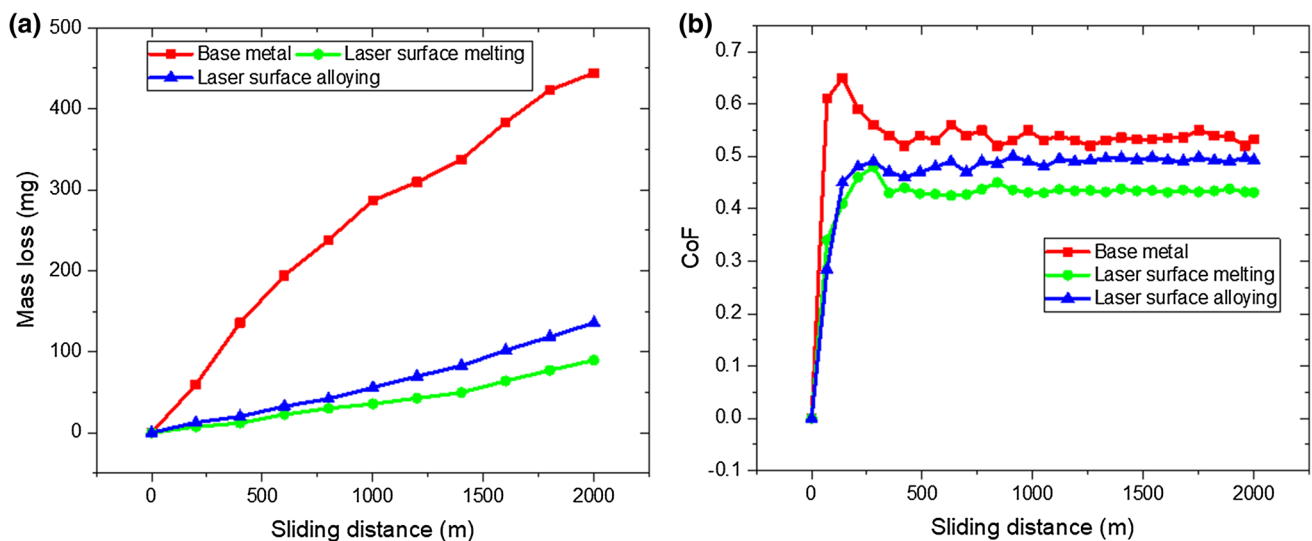 (a)
500
400
300
200
100
0
Mass loss (mg)
Base metal Laser surface melting
Laser surface alloying
0 500 1000 1500 2000
Sliding distance (m)
(b)
0.7
0.6
0.5
0.4
0.3
0.2
0.1
0.0
-0.1
CoF
Base metal
Laser surface melting
Laser surface alloying
0 500 1000 1500 2000
Sliding distance (m)